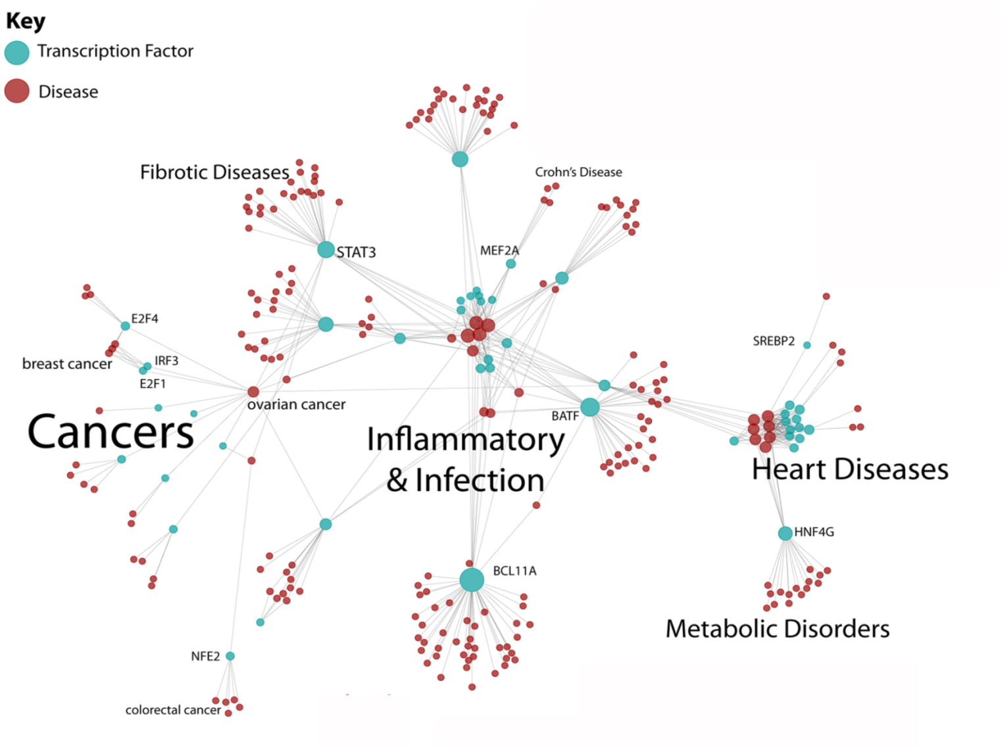 Key
Transcription Factor
Disease
Fibrotic Diseases
Crohn's Disease
STAT3
MEF2A
E2F4
SREBP2
breast cancer
IRF3
E2F1
ovarian cancer
BATF
Cancers
Inflammatory
& Infection
Heart Diseases
HNF4G
BCL11A
Metabolic Disorders
NFE2
colorectal cancer